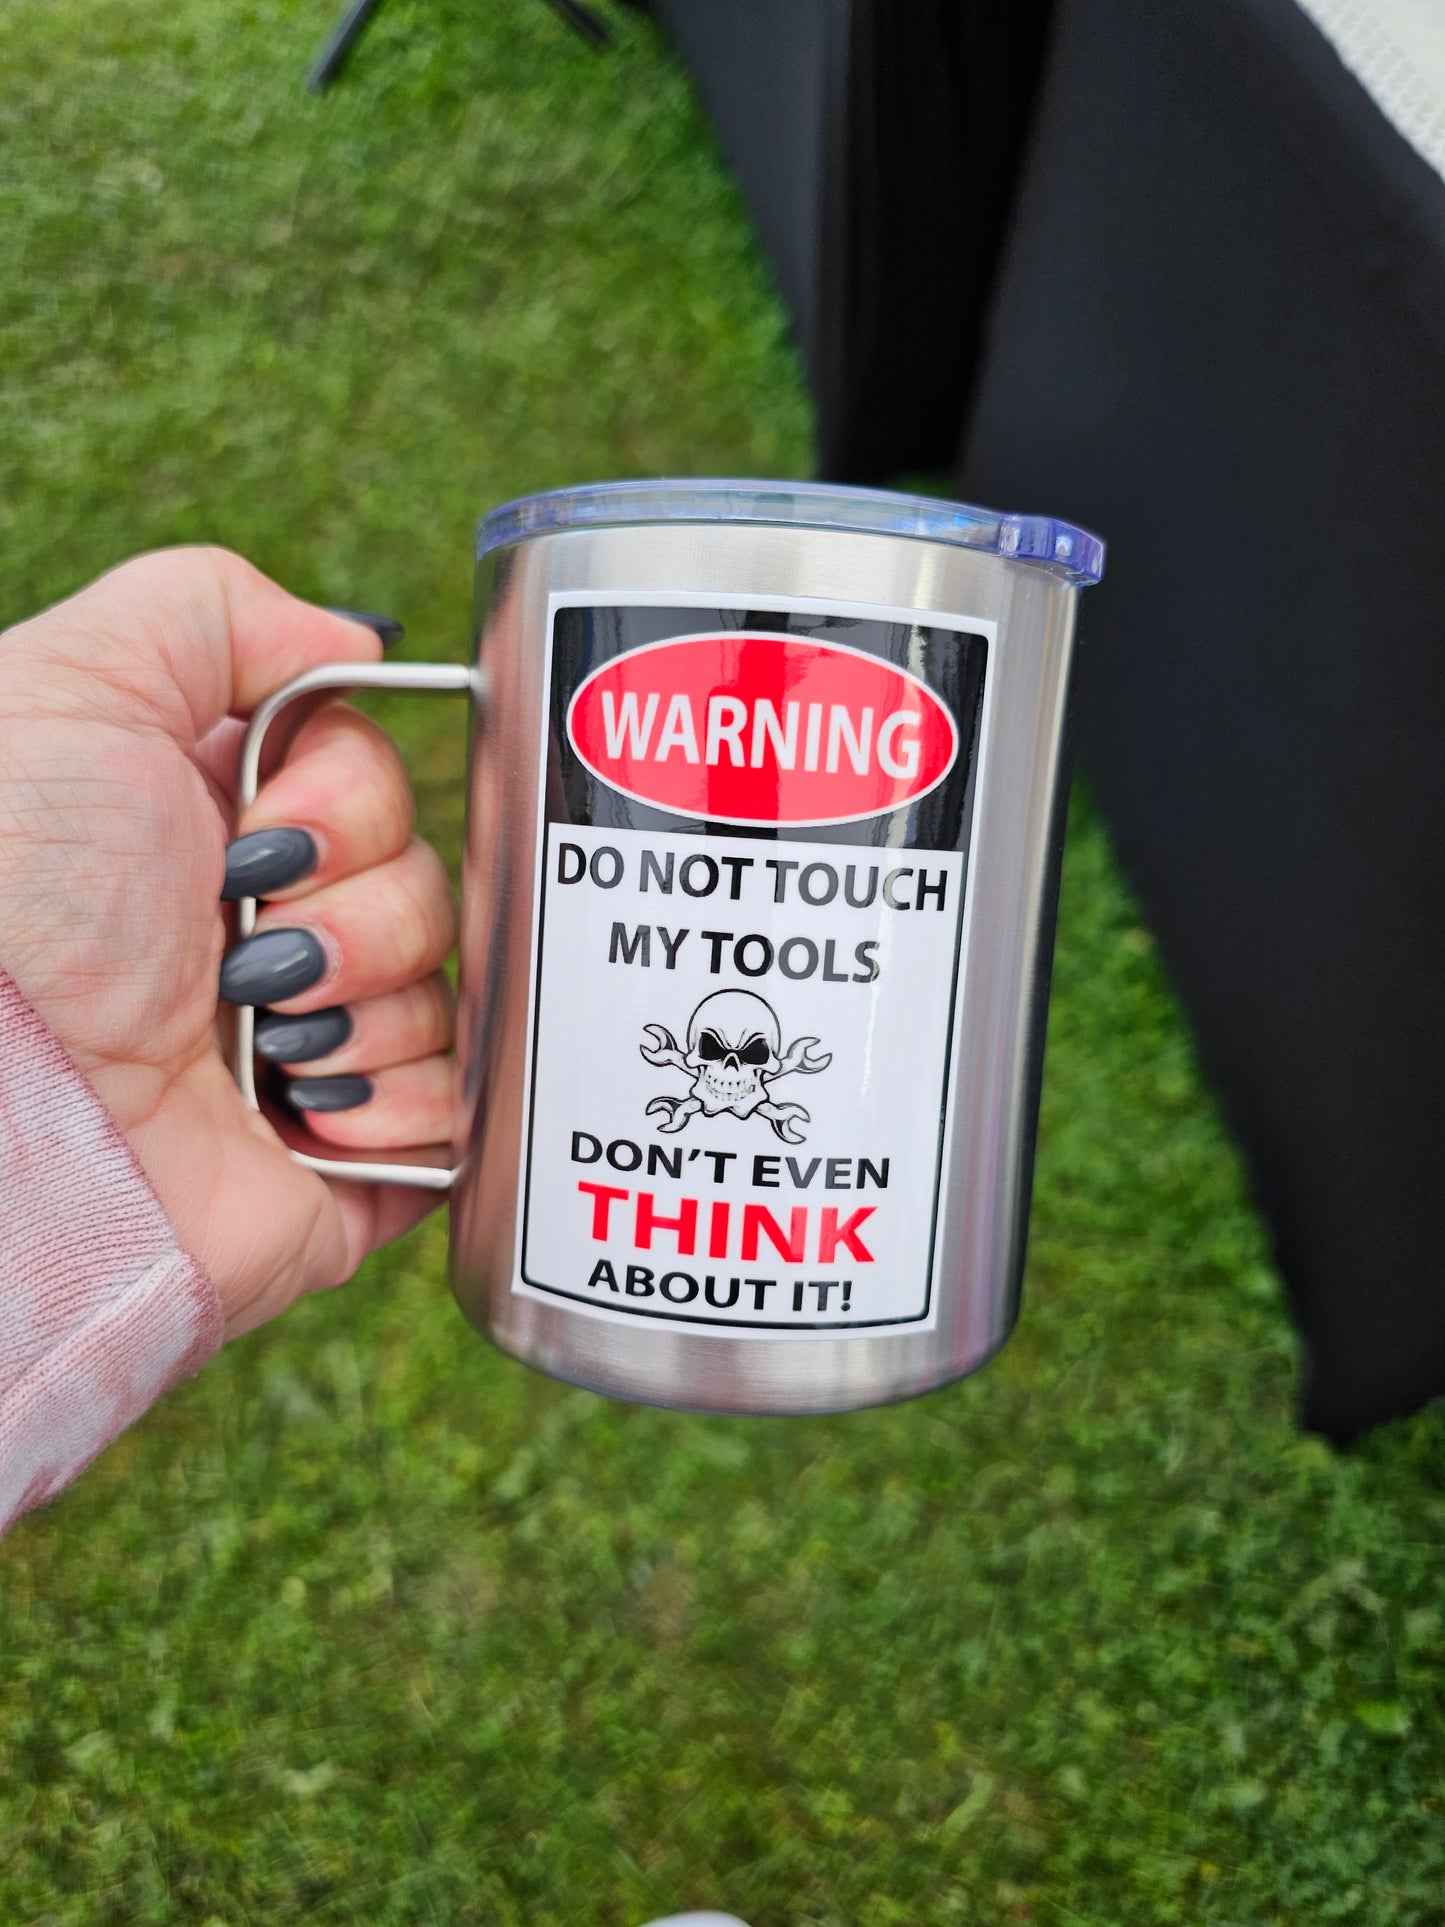 WARNING
DO NOT TOUCH
MY TOOLS
DON'T EVEN
THINK
ABOUT IT!